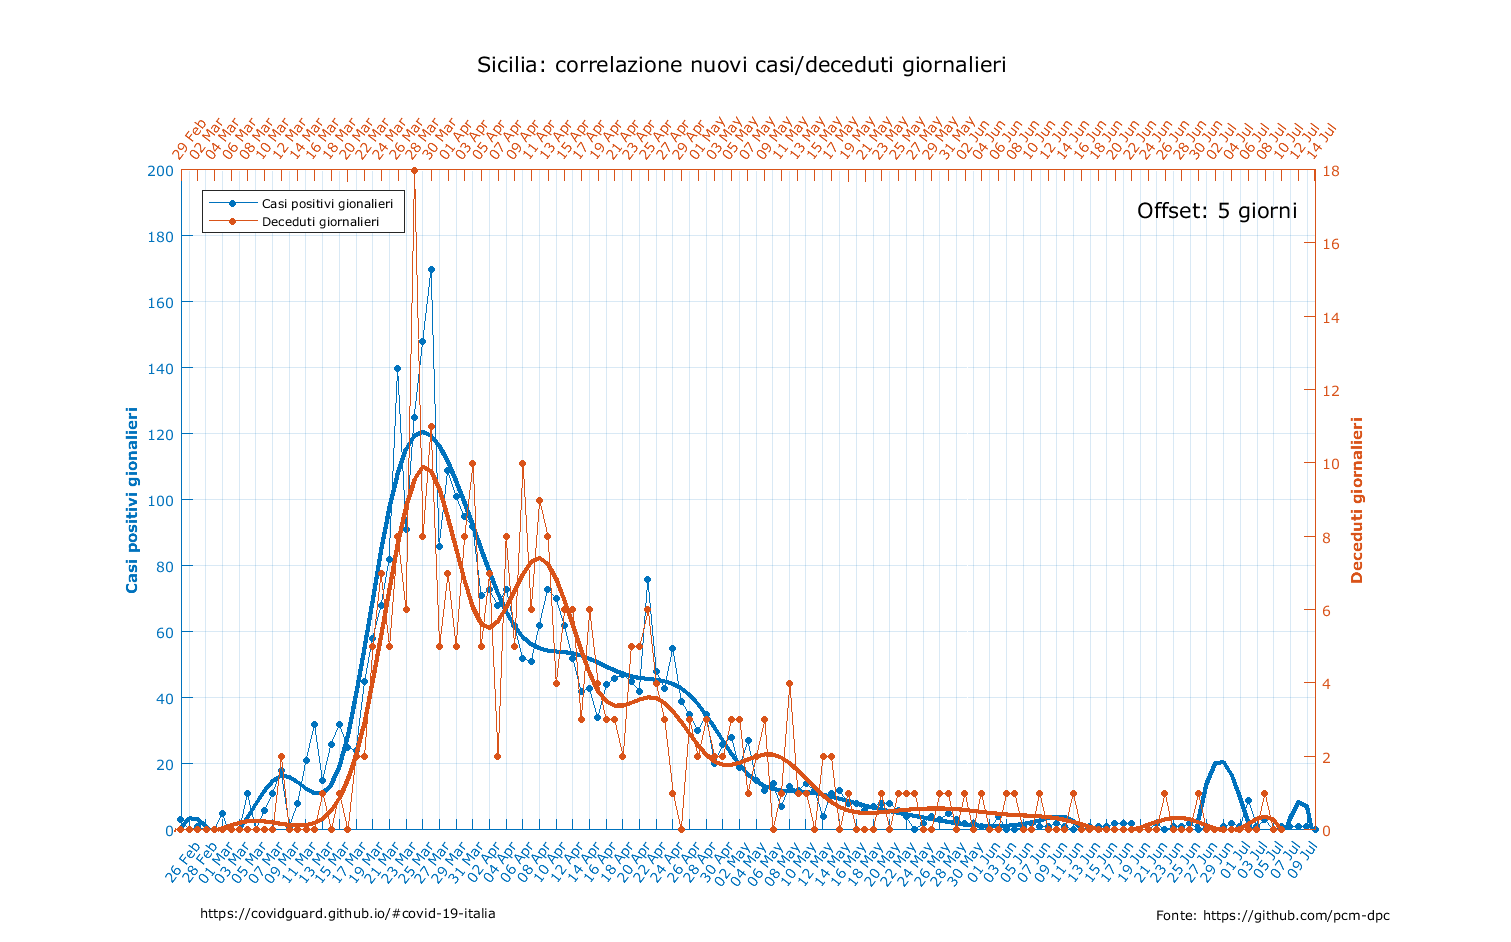 Sicilia: correlazione nuovi casi/deceduti giornalieri
29 Feb
02 Mar
04 Mar
06 Mar
08 Mar
10 Mar
12 Mar
14 Mar
16 Mar
18 Mar
20 Mar
22 Mar
24 Mar
26 Mar
28 Mar
30 Mar
01 Apr
03 Apr
05 Apr
07 Apr
09 Apr
11 Apr
13 Apr
15 Apr
17 Apr
19 Apr
21 Apr
23 Apr
25 Apr
27 Apr
29 Apr
01 May
03 May
05 May
07 May
09 May
11 May
13 May
15 May
17 May
19 May
21 May
23 May
25 May
27 May
29 May
31 May
02 Jun
04 Jun
06 Jun
08 Jun
10 Jun
12 Jun
14 Jun
16 Jun
18 Jun
20 Jun
22 Jun
24 Jun
26 Jun
28 Jun
30 Jul
02 Jul
04 Jul
06 Jul
08 Jul
10 Jul
12 Jul
14 Jul
Casi positivi gionalieri
Deceduti giornalieri
Offset: 5 giorni
200
180
160
140
120
100
80
60
40
20
0
Casi positivi gionalieri
18
16
14
12
10
8
6
4
2
0
Deceduti giornalieri
26 Feb
28 Feb
01 Mar
03 Mar
05 Mar
07 Mar
09 Mar
11 Mar
13 Mar
15 Mar
17 Mar
19 Mar
21 Mar
23 Mar
25 Mar
27 Mar
29 Mar
31 Mar
02 Apr
04 Apr
06 Apr
08 Apr
10 Apr
12 Apr
14 Apr
16 Apr
18 Apr
20 Apr
22 Apr
24 Apr
26 Apr
28 Apr
30 Apr
02 May
04 May
06 May
08 May
10 May
12 May
14 May
16 May
18 May
20 May
22 May
24 May
26 May
28 May
30 May
01 Jun
03 Jun
05 Jun
07 Jun
09 Jun
11 Jun
13 Jun
15 Jun
17 Jun
19 Jun
21 Jun
23 Jun
25 Jun
27 Jun
29 Jun
01 Jul
03 Jul
05 Jul
07 Jul
09 Jul
https://covidguard.github.io/#covid-19-italia
Fonte: https://github.com/pcm-dpc